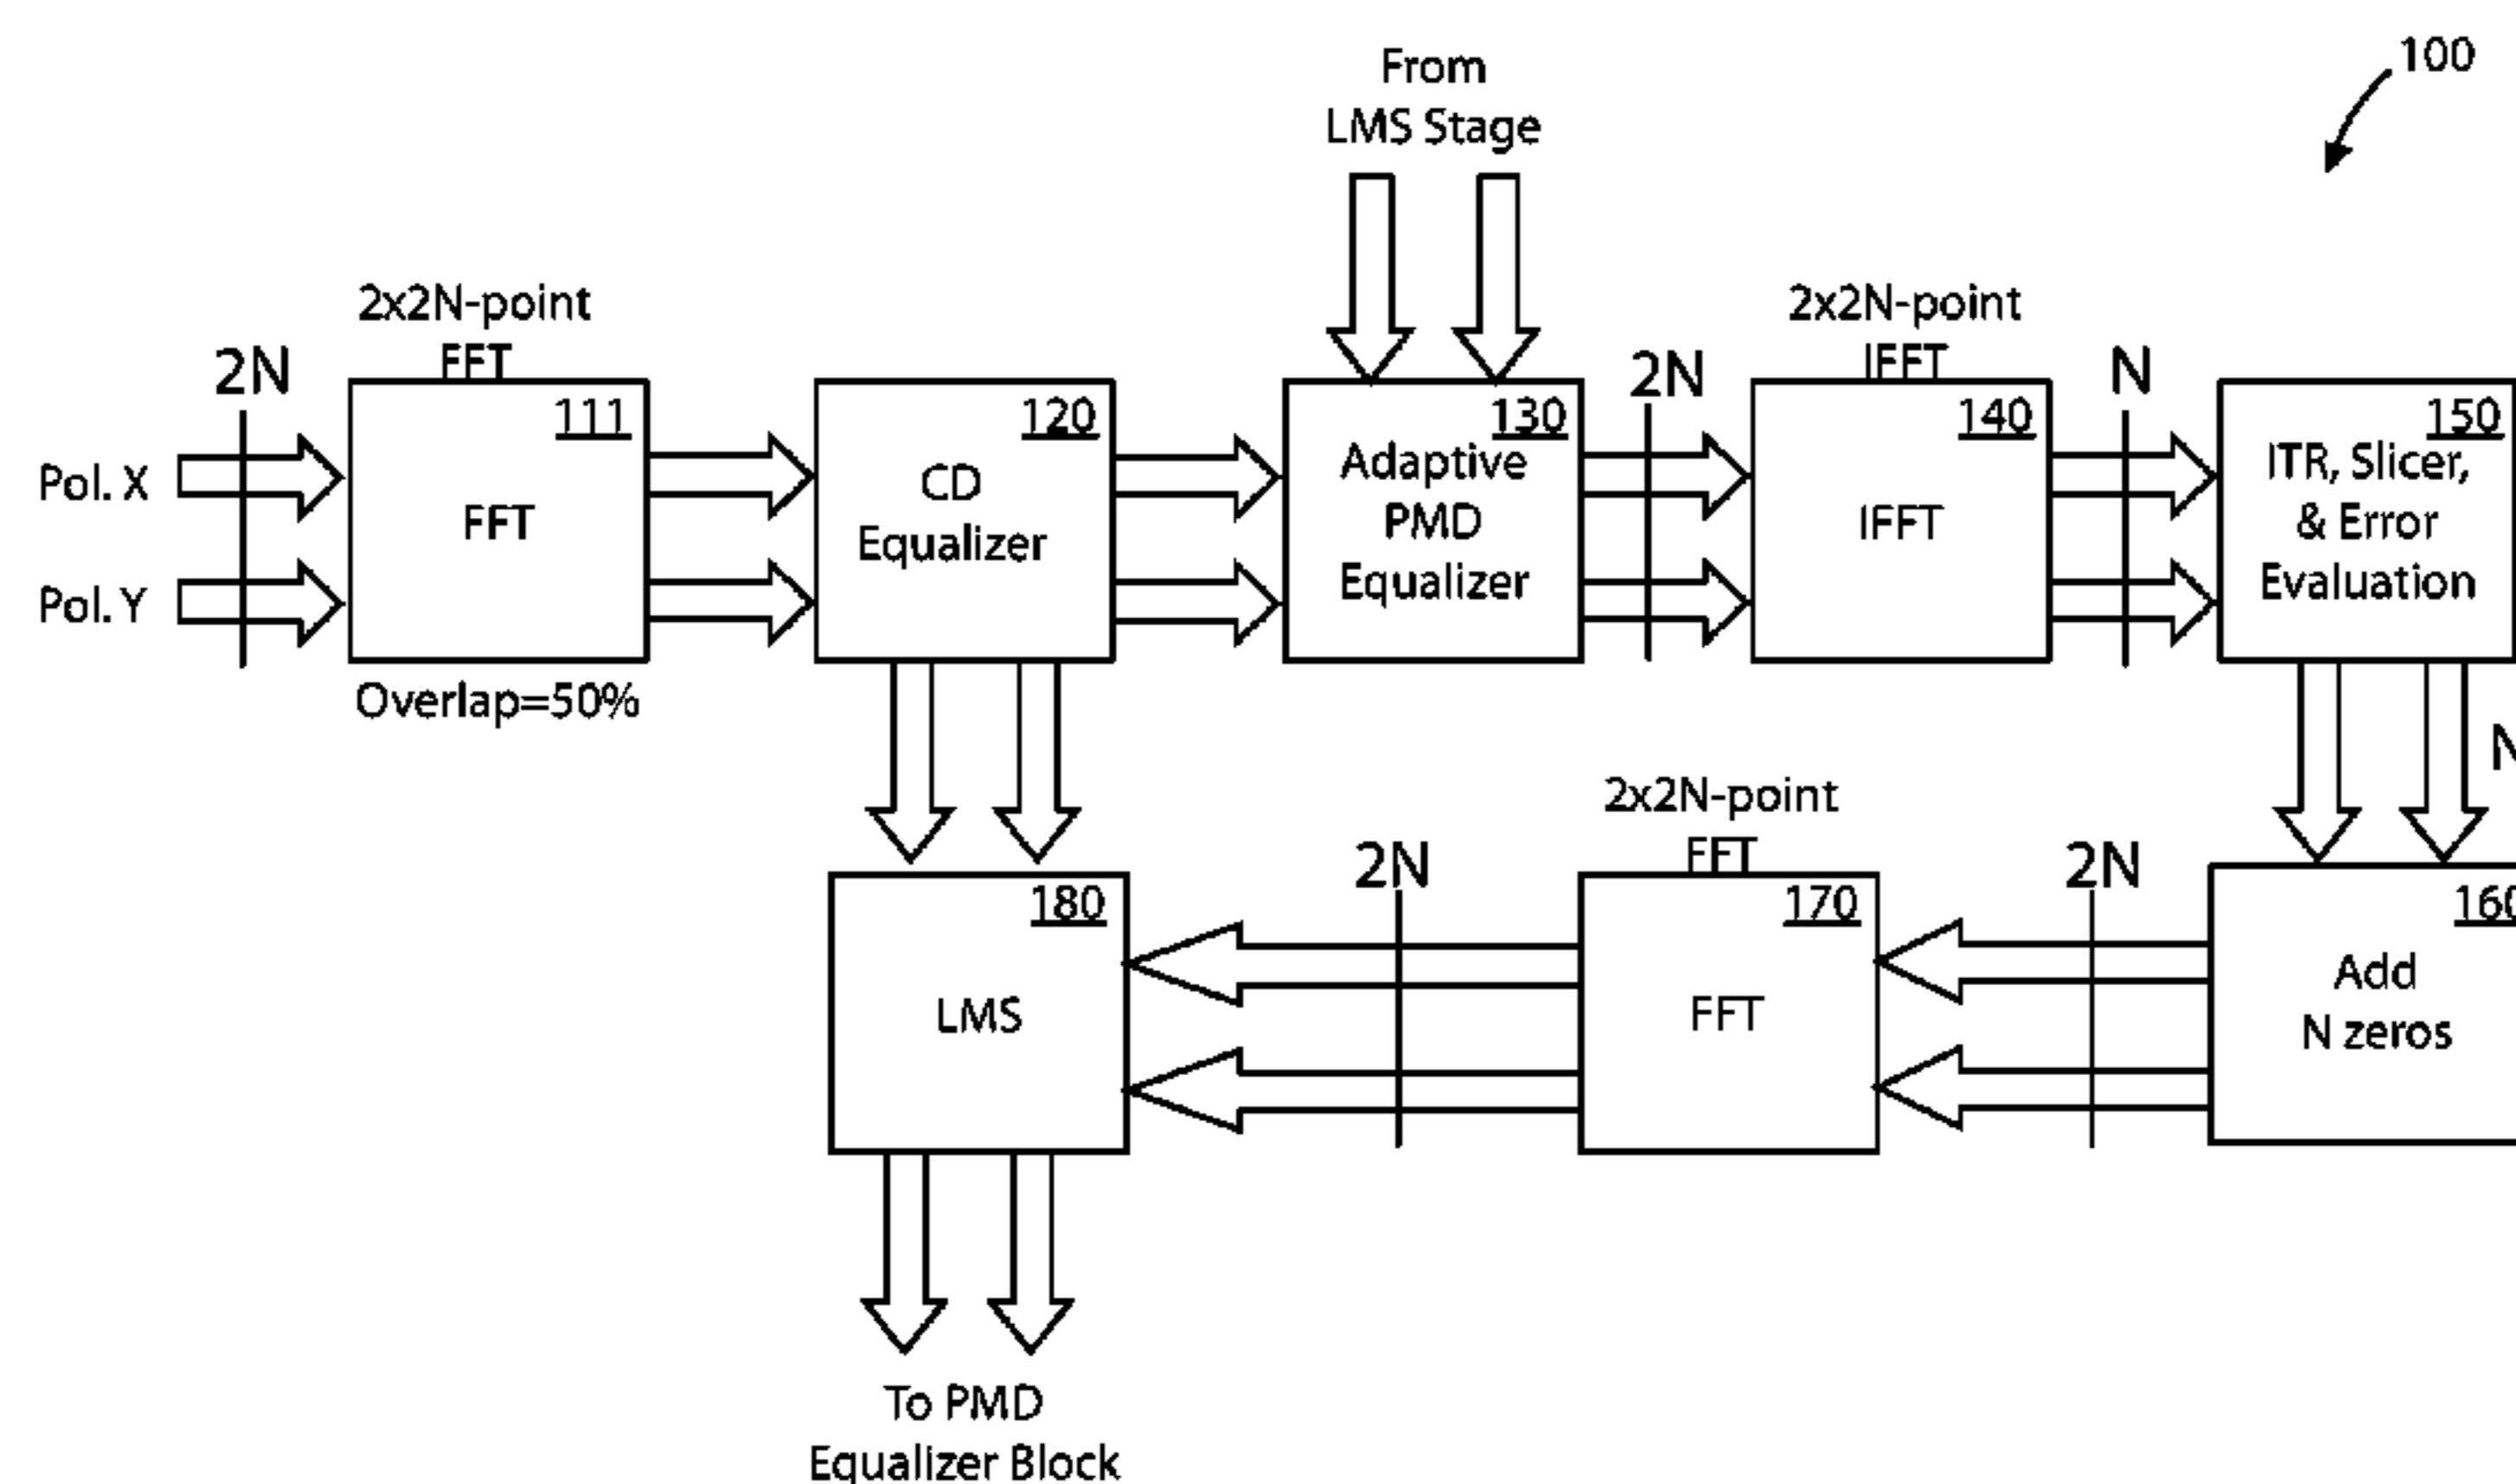 100
From
LMS Stage
2x2N-point
FFT
2N
Pol. X
Pol. Y
111
FFT
Overlap=50%
120
CD
Equalizer
130
Adaptive
PMD
Equalizer
2N
2x2N-point
IFFT
140
IFFT
N
150
ITR, Slicer,
& Error
Evaluation
N
160
Add
N zeros
2N
2x2N-point
FFT
170
FFT
2N
180
LMS
To PMD
Equalizer Block